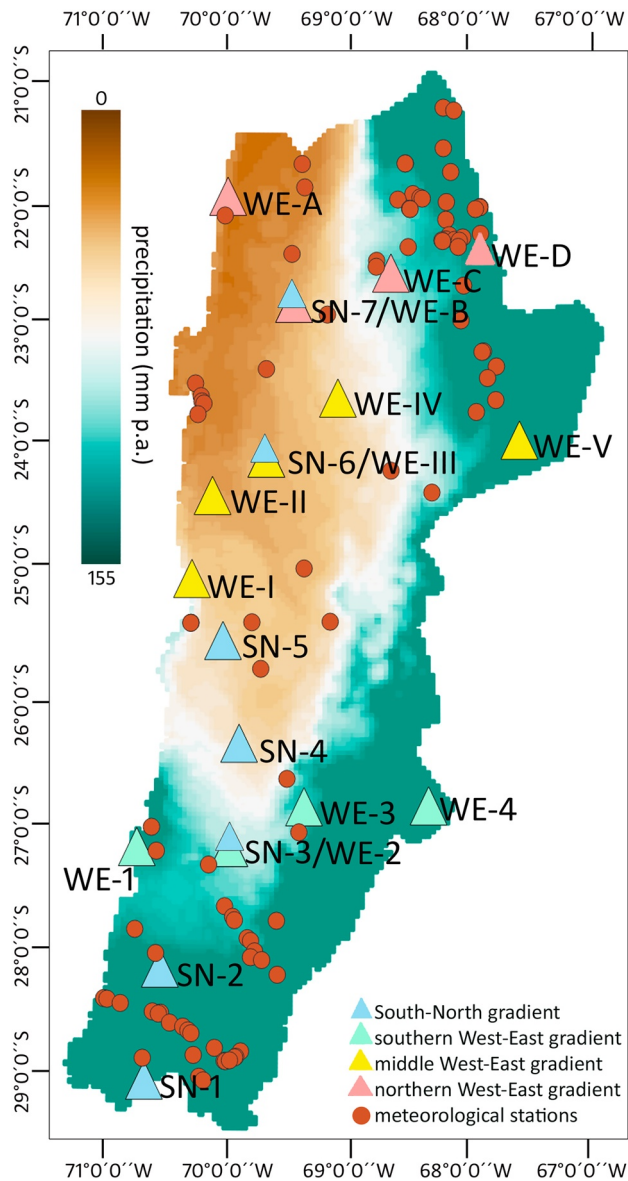 71°0´0´´W 70°0´0´´W 69°0´0´´W 68°0´0´´W 67°0´0´´W
21°0´0´´S
0
precipitation (mm p.a.)
155
22°0´0´´S
WE-A
WE-D
WE-C
SN-7/WE-B
23°0´0´´S
WE-IV
24°0´0´´S
WE-V
SN-6/WE-III
WE-II
25°0´0´´S
WE-I
SN-5
26°0´0´´S
SN-4
WE-3
WE-4
27°0´0´´S
SN-3/WE-2
WE-1
28°0´0´´S
SN-2
29°0´0´´S
SN-1
South-North gradient
southern West-East gradient
middle West-East gradient
northern West-East gradient
meteorological stations
71°0´0´´W 70°0´0´´W 69°0´0´´W 68°0´0´´W 67°0´0´´W